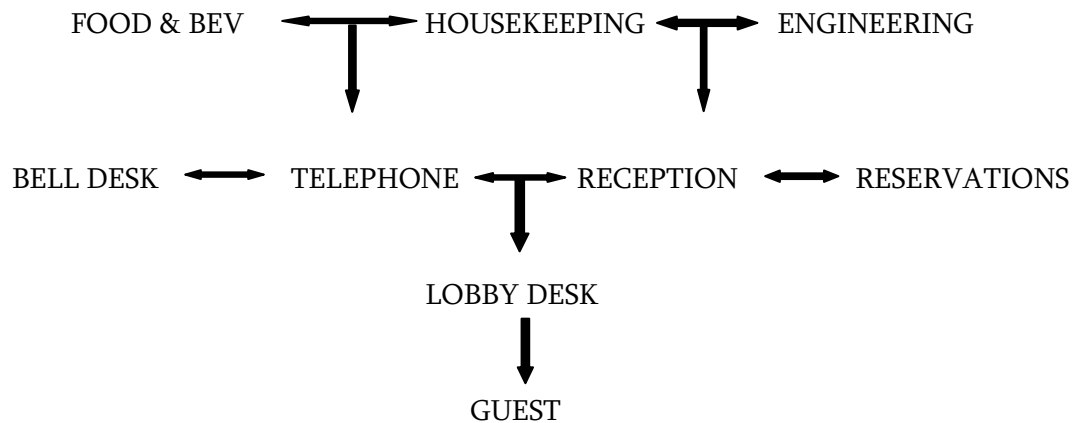 FOOD & BEV HOUSEKEEPING ENGINEERING
BELL DESK TELEPHONE RECEPTION RESERVATIONS
LOBBY DESK
GUEST